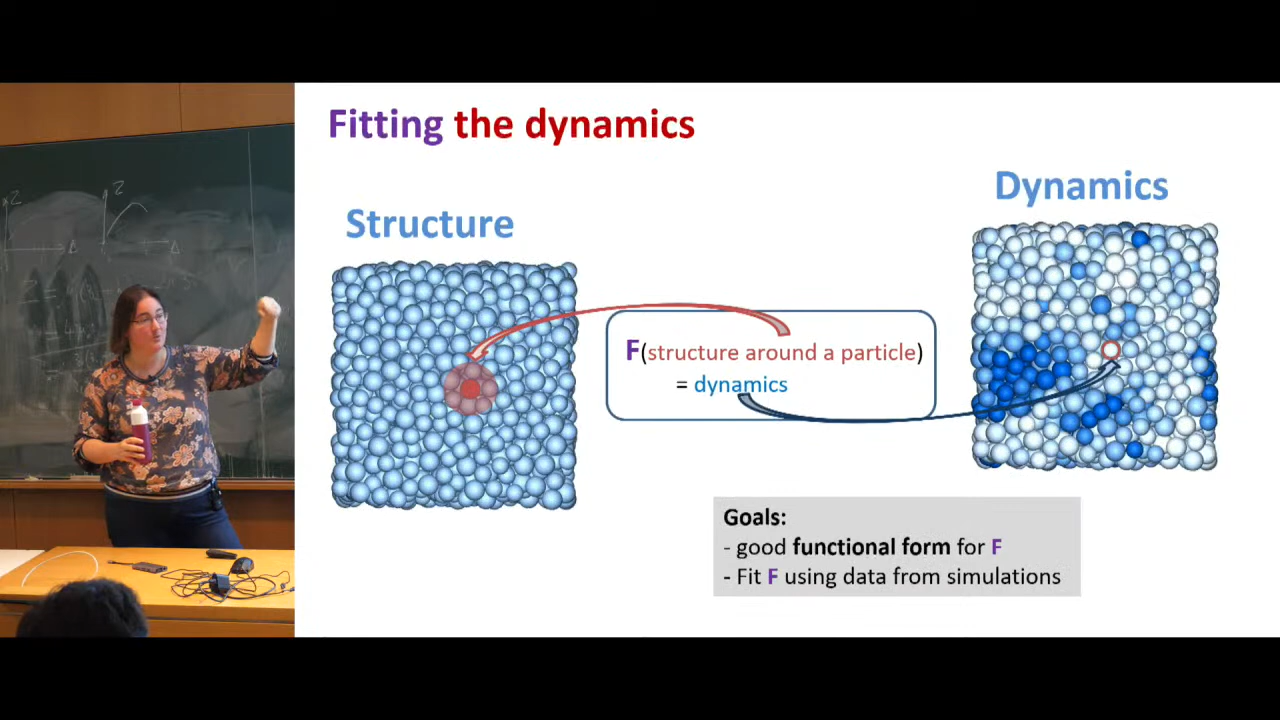 Fitting the dynamics
Structure
Dynamics
F(structure around a particle)
= dynamics
Goals:
- good functional form for F
- Fit F using data from simulations